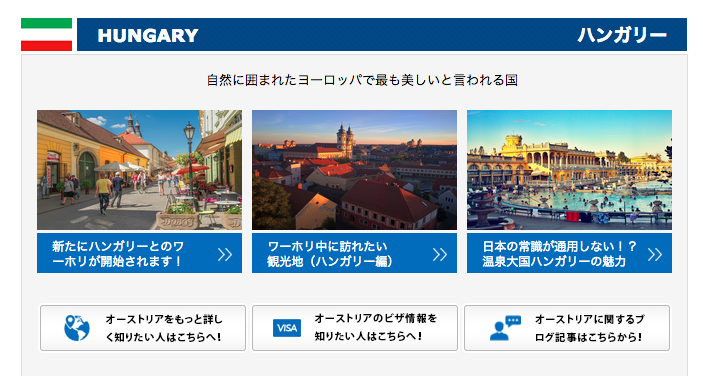 HUNGARY
ハンガリー
自然に囲まれたヨーロッパで最も美しいと言われる国
新たにハンガリーとのワ
ーホリが開始されます！
ワーホリ中に訪れたい
観光地（ハンガリー編）
日本の常識が通用しない！？
温泉大国ハンガリーの魅力
オーストリアをもっと詳し
く知りたい人はこちらへ!
VISA
オーストリアのビザ情報を
知りたい人はこちらへ!
オーストリアに関するブ
ログ記事はこちらから!